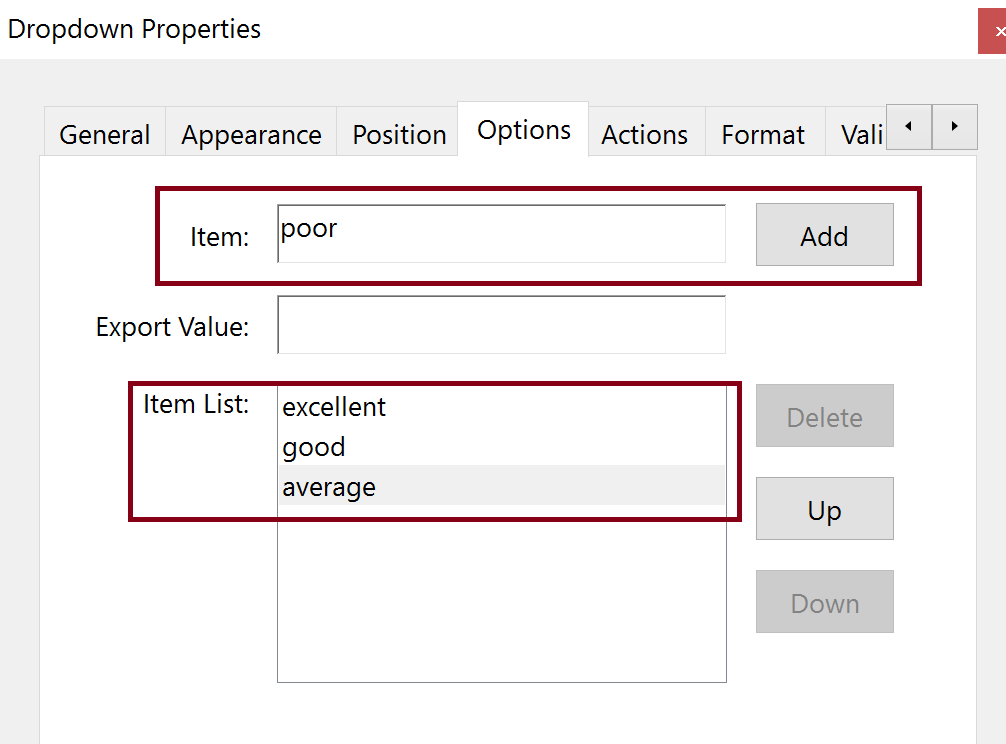 Dropdown Properties
General Appearance Position Options Actions Format Vali
Item: poor Add
Export Value:
Item List: excellent
good
average
Delete
Up
Down